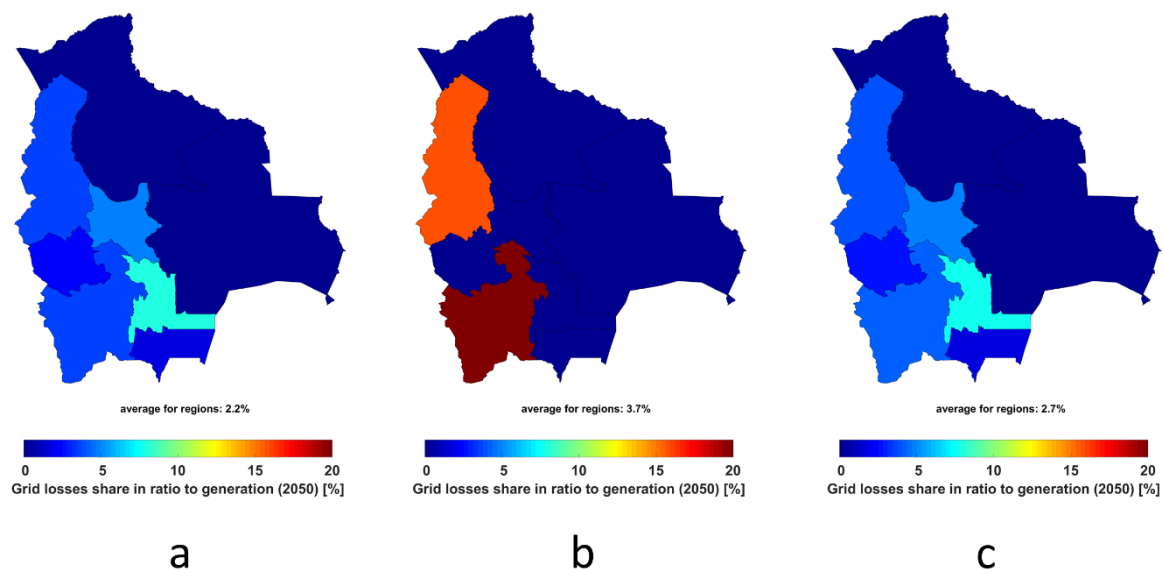 average for regions: 2.2%
0 5 10 15 20
Grid losses share in ratio to generation (2050) [%]
a
average for regions: 3.7%
0 5 10 15 20
Grid losses share in ratio to generation (2050) [%]
b
average for regions: 2.7%
0 5 10 15 20
Grid losses share in ratio to generation (2050) [%]
c